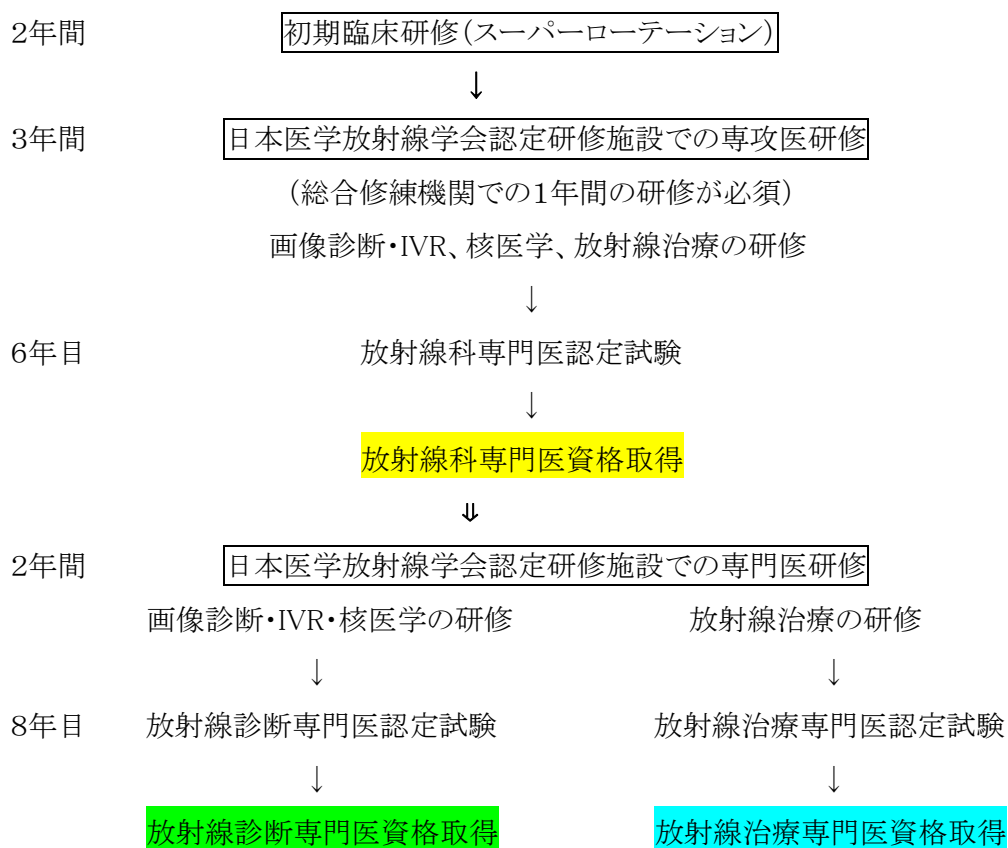 2年間 初期臨床研修(スーパーローテーション)
↓
3年間 日本医学放射線学会認定研修施設での専攻医研修
(総合修練機関での1年間の研修が必須)
画像診断・IVR、核医学、放射線治療の研修
↓
6年目 放射線科専門医認定試験
↓
放射線科専門医資格取得
⇓
2年間 日本医学放射線学会認定研修施設での専門医研修
画像診断・IVR・核医学の研修 放射線治療の研修
↓ ↓
8年目 放射線診断専門医認定試験 放射線治療専門医認定試験
↓ ↓
放射線診断専門医資格取得 放射線治療専門医資格取得